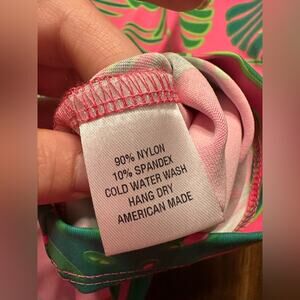 90% NYLON
10% SPANDEX
COLD WATER WASH
HANG DRY
AMERICAN MADE